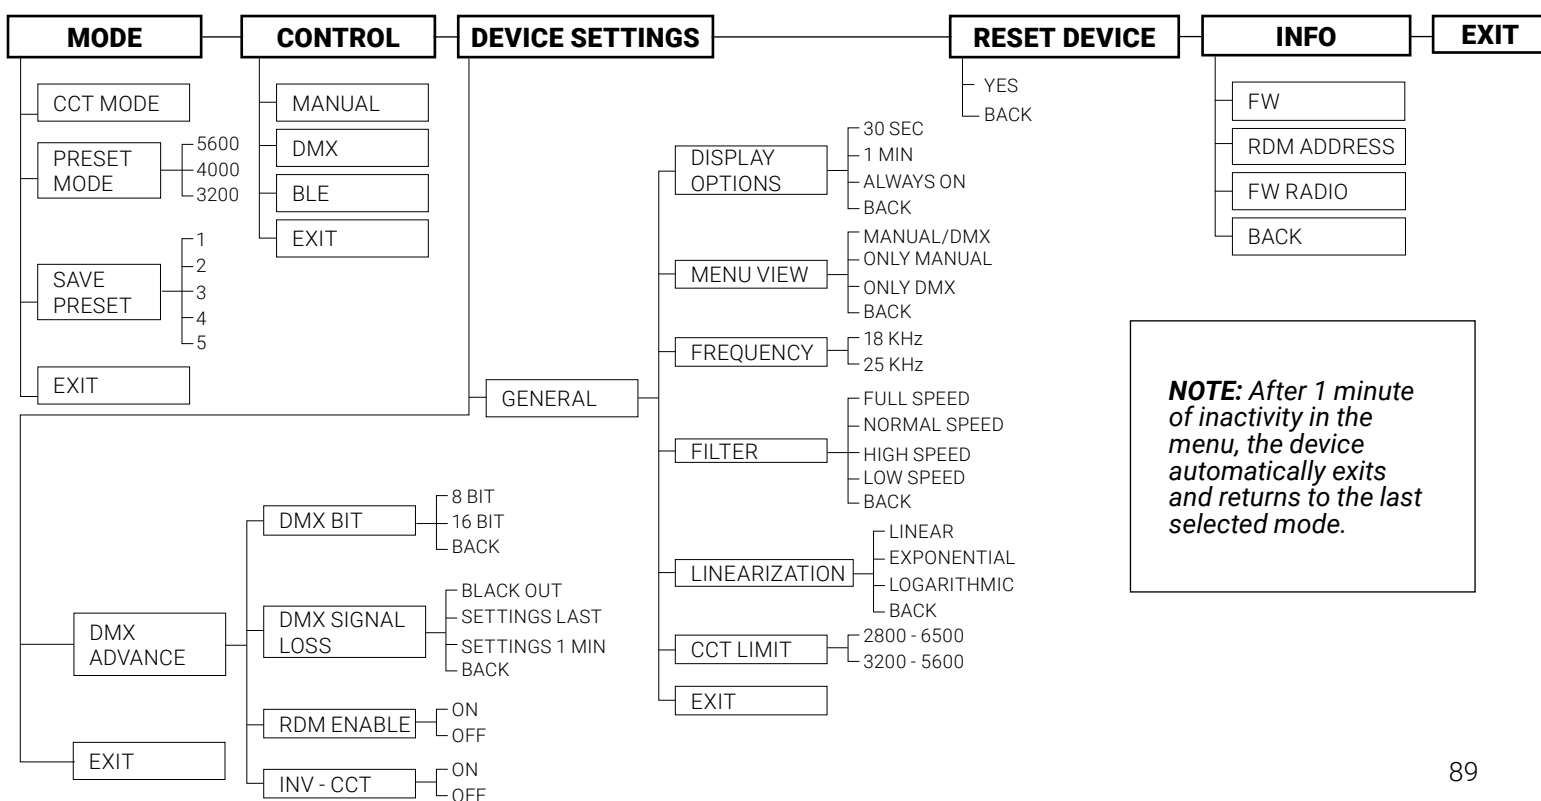 MODE
CONTROL
DEVICE SETTINGS
RESET DEVICE
INFO
EXIT
CCT MODE
PRESET
MODE
5600
4000
3200
SAVE
PRESET
1
2
3
4
5
EXIT
MANUAL
DMX
BLE
EXIT
GENERAL
DISPLAY
OPTIONS
30 SEC
1 MIN
ALWAYS ON
BACK
MENU VIEW
MANUAL/DMX
ONLY MANUAL
ONLY DMX
BACK
FREQUENCY
18 KHz
25 KHz
FILTER
FULL SPEED
NORMAL SPEED
HIGH SPEED
LOW SPEED
BACK
LINEARIZATION
LINEAR
EXPONENTIAL
LOGARITHMIC
BACK
CCT LIMIT
2800 - 6500
3200 - 5600
EXIT
DMX
ADVANCE
DMX BIT
8 BIT
16 BIT
BACK
DMX SIGNAL
LOSS
BLACK OUT
SETTINGS LAST
SETTINGS 1 MIN
BACK
RDM ENABLE
ON
OFF
INV - CCT
ON
OFF
EXIT
YES
BACK
FW
RDM ADDRESS
FW RADIO
BACK
NOTE: After 1 minute
of inactivity in the
menu, the device
automatically exits
and returns to the last
selected mode.
89